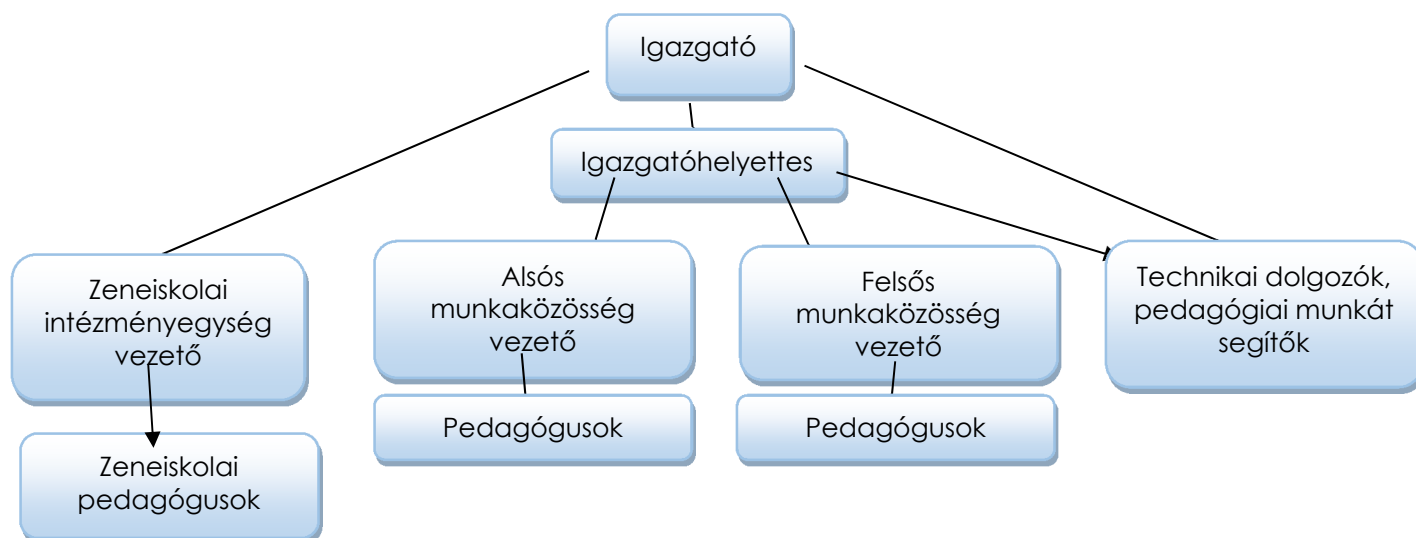 Igazgató
Igazgatóhelyettes
Zeneiskolai
intézményegység
vezető
Alsós
munkaközösség
vezető
Felsős
munkaközösség
vezető
Technikai dolgozók,
pedagógiai munkát
segítők
Pedagógusok
Pedagógusok
Zeneiskolai
pedagógusok